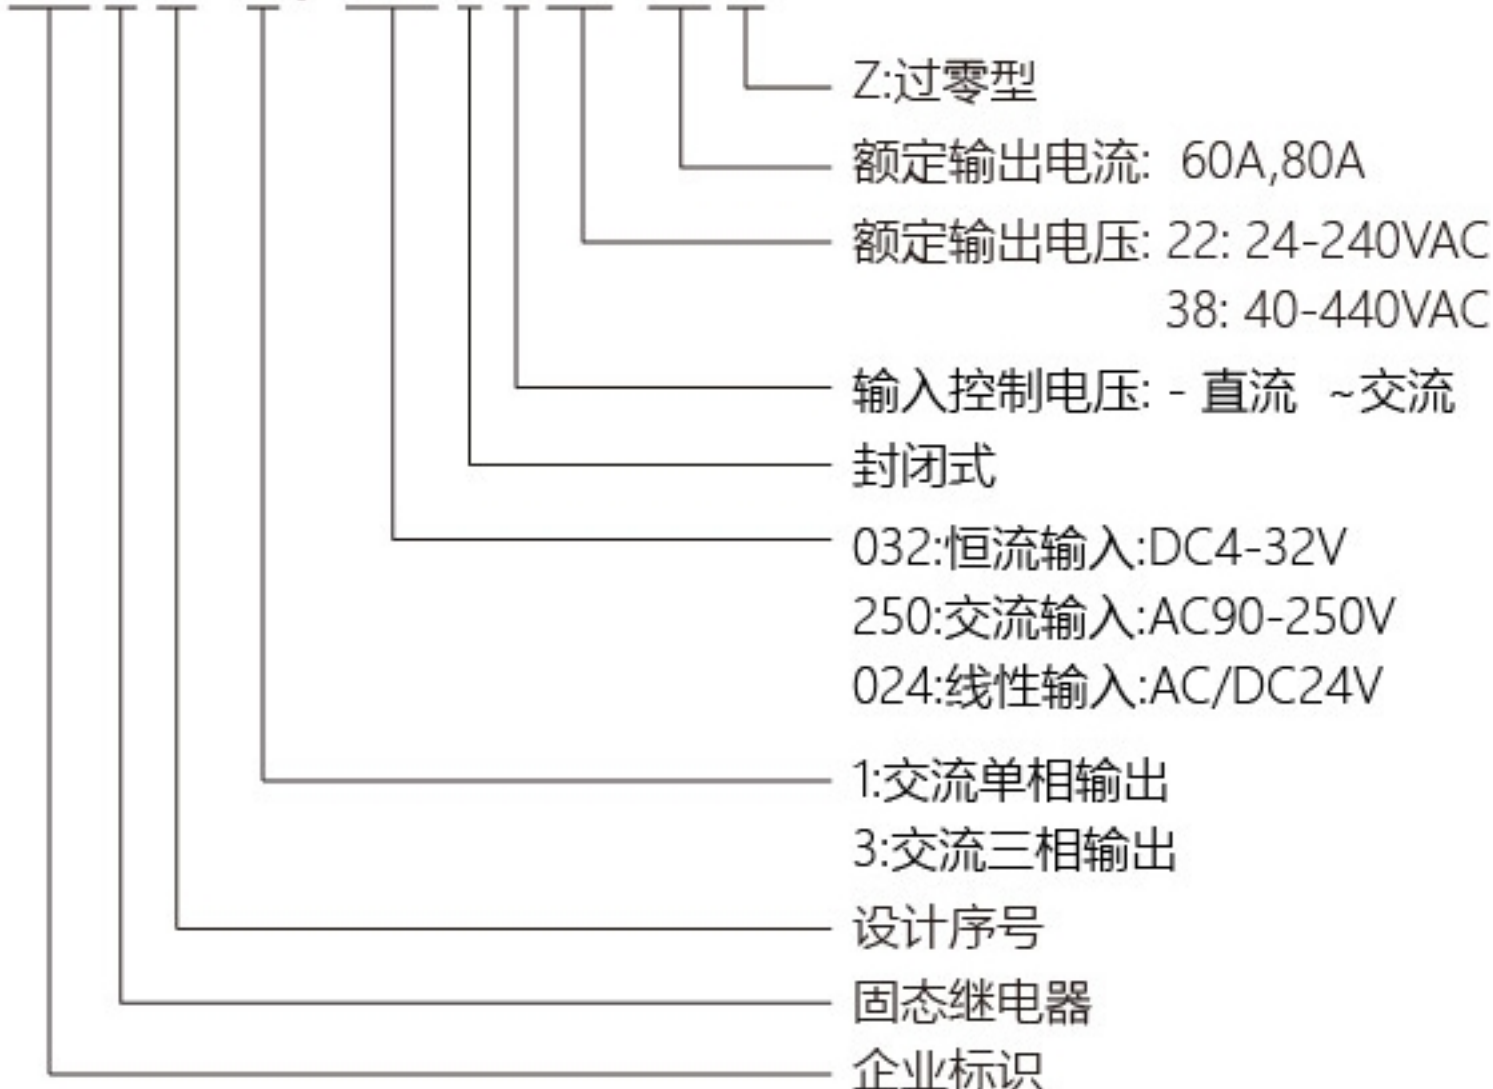 Z:过零型
额定输出电流: 60A,80A
额定输出电压: 22: 24-240VAC
38: 40-440VAC
输入控制电压: - 直流 ~交流
封闭式
032:恒流输入:DC4-32V
250:交流输入:AC90-250V
024:线性输入:AC/DC24V
1:交流单相输出
3:交流三相输出
设计序号
固态继电器
企业标识